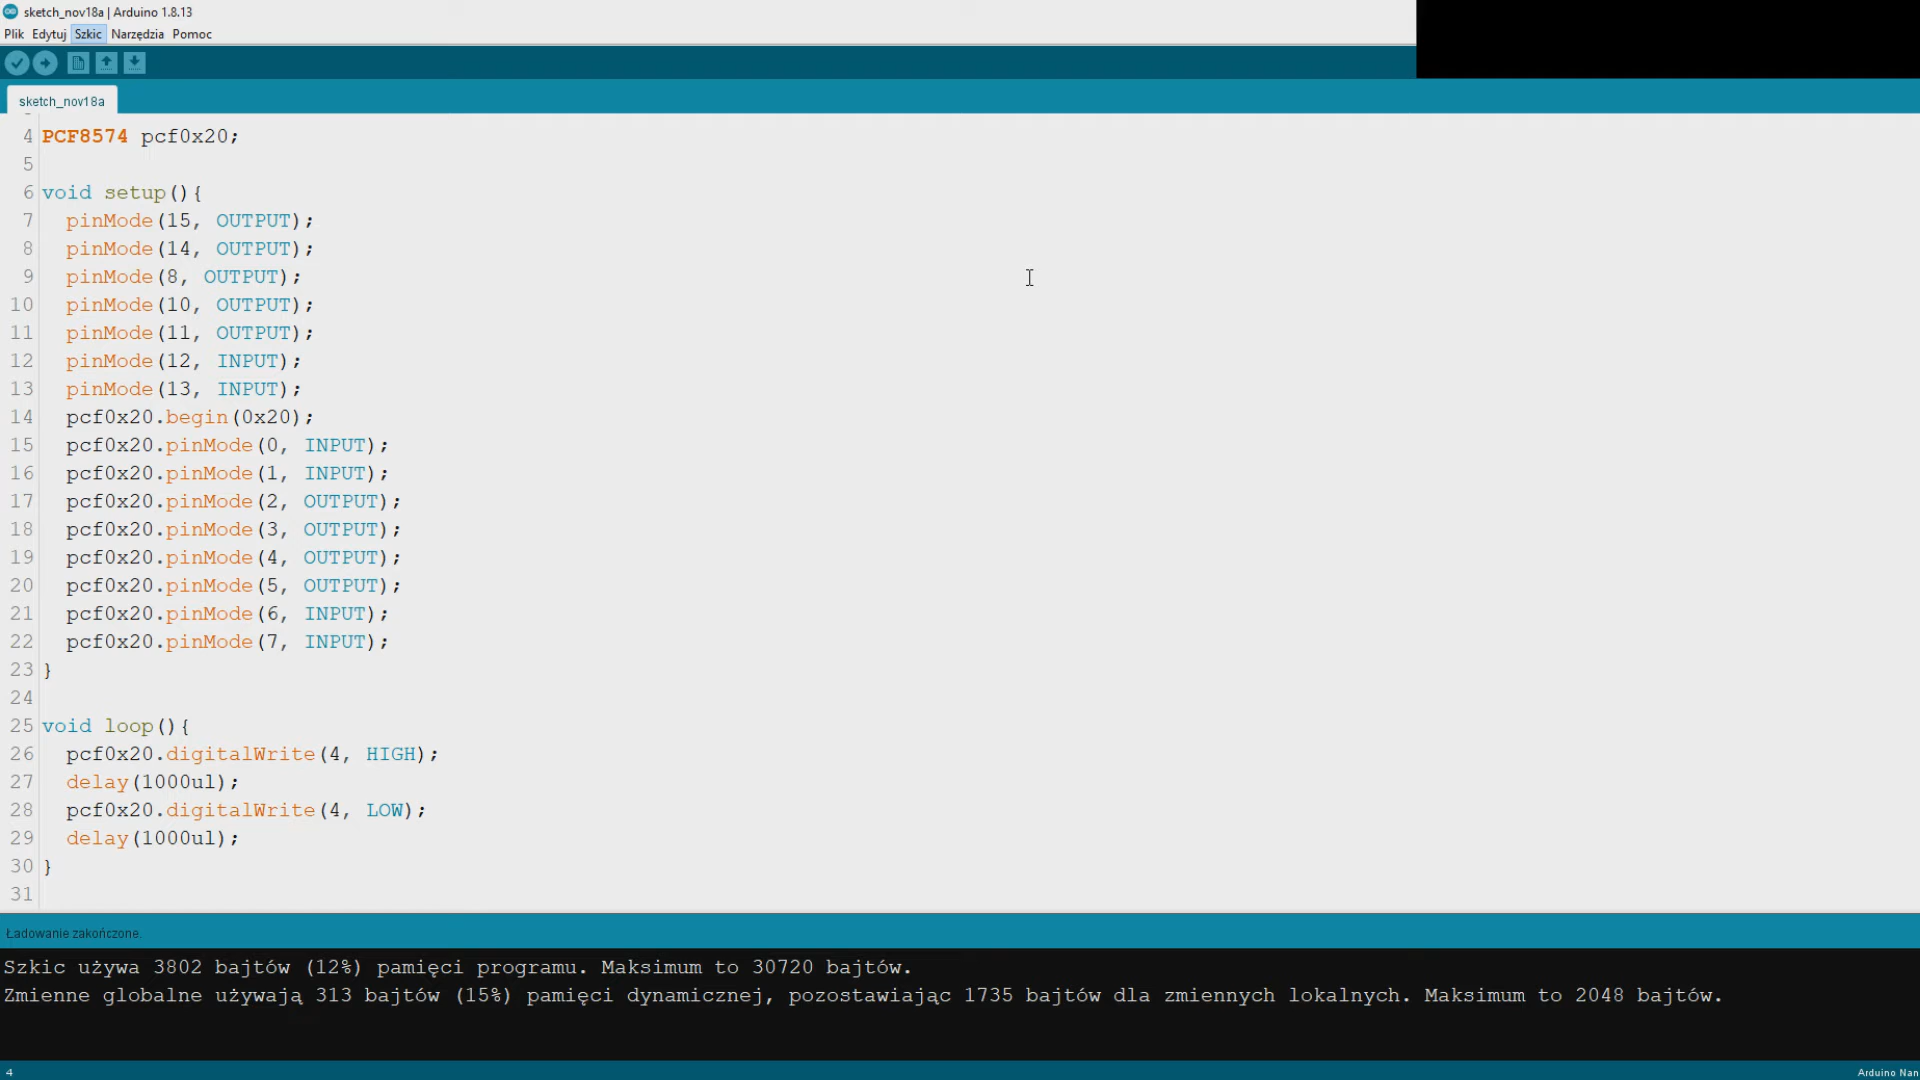 sketch_nov18a | Arduino 1.8.13
Plik Edytuj Szkic Narzędzia Pomoc
sketch_nov18a
4 PCF8574 pcf0x20;
5
6 void setup(){
7 pinMode(15, OUTPUT);
8 pinMode(14, OUTPUT);
9 pinMode(8, OUTPUT);
10 pinMode(10, OUTPUT);
11 pinMode(11, OUTPUT);
12 pinMode(12, INPUT);
13 pinMode(13, INPUT);
14 pcf0x20.begin(0x20);
15 pcf0x20.pinMode(0, INPUT);
16 pcf0x20.pinMode(1, INPUT);
17 pcf0x20.pinMode(2, OUTPUT);
18 pcf0x20.pinMode(3, OUTPUT);
19 pcf0x20.pinMode(4, OUTPUT);
20 pcf0x20.pinMode(5, OUTPUT);
21 pcf0x20.pinMode(6, INPUT);
22 pcf0x20.pinMode(7, INPUT);
23 }
24
25 void loop(){
26 pcf0x20.digitalWrite(4, HIGH);
27 delay(1000ul);
28 pcf0x20.digitalWrite(4, LOW);
29 delay(1000ul);
30 }
31
Ładowanie zakończone.
Szkic używa 3802 bajtów (12%) pamięci programu. Maksimum to 30720 bajtów.
Zmienne globalne używają 313 bajtów (15%) pamięci dynamicznej, pozostawiając 1735 bajtów dla zmiennych lokalnych. Maksimum to 2048 bajtów.
4 Arduino Nan